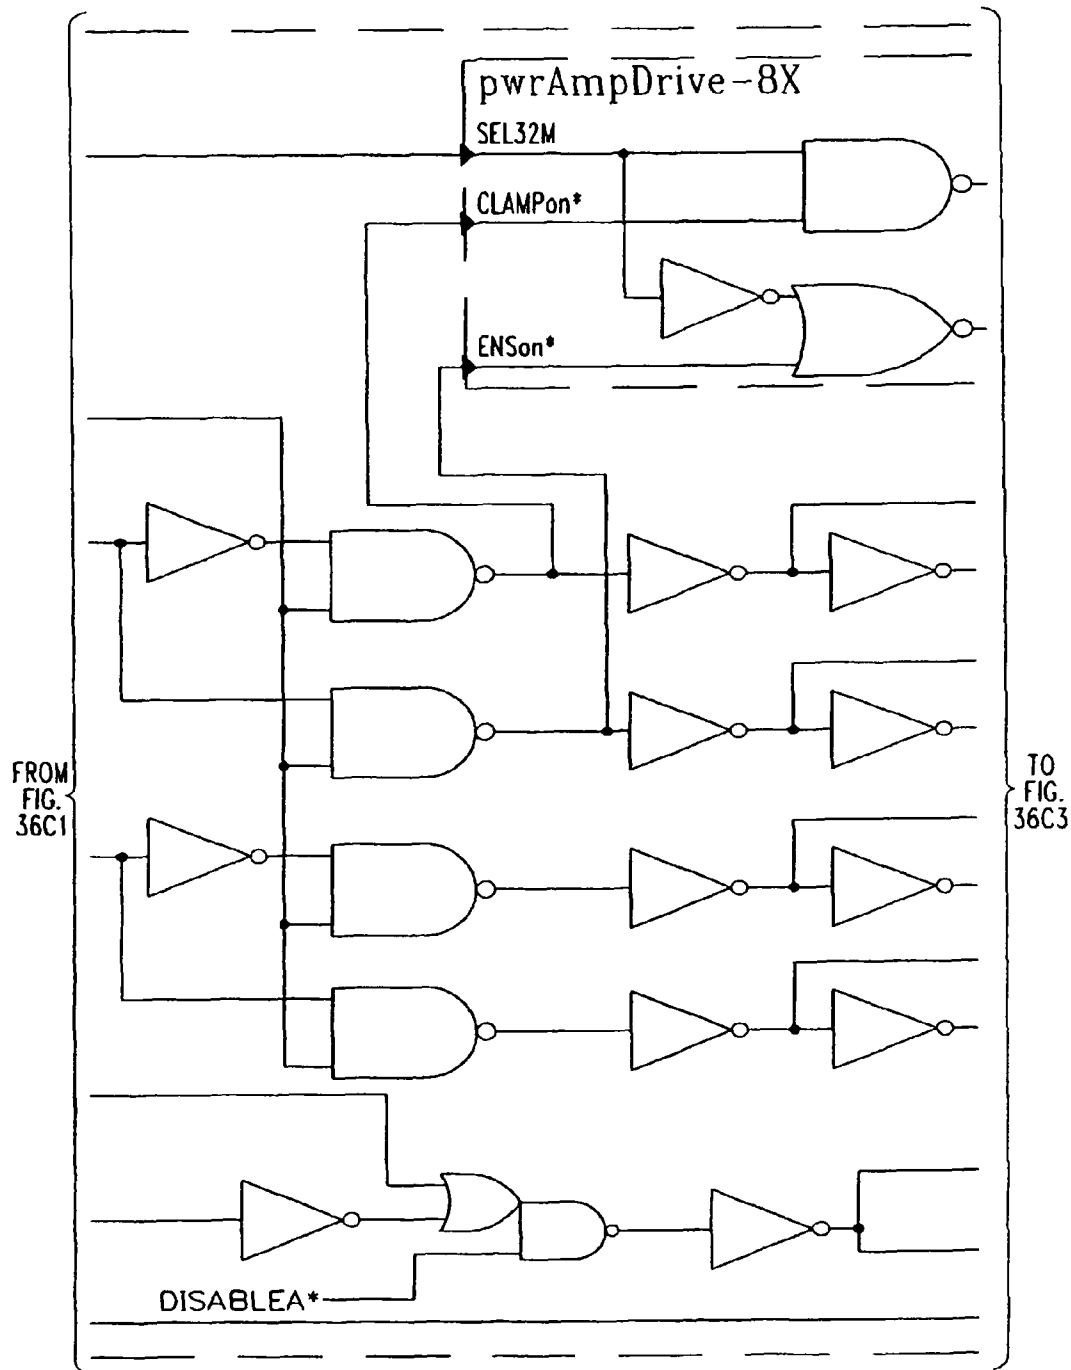 pwrAmpDrive-8X
SEL32M
CLAMPon*
ENSon*
FROM
FIG.
36C1
TO
FIG.
36C3
DISABLEA*